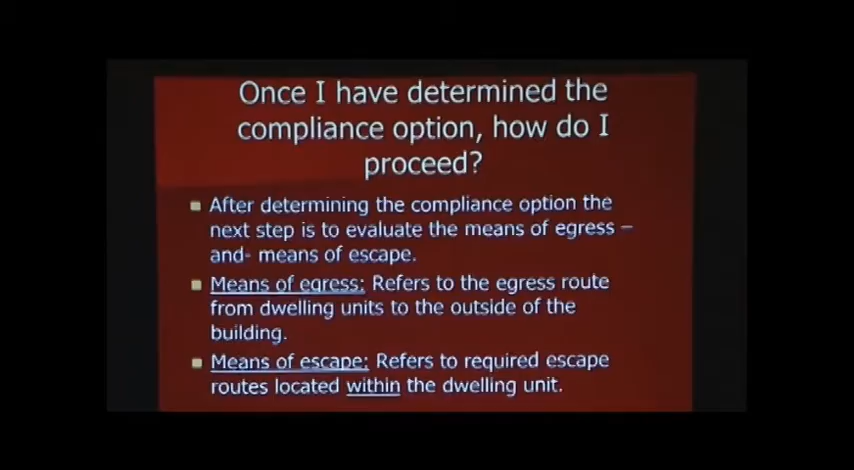 Once I have determined the
compliance option, how do I
proceed?
After determining the compliance option the
next step is to evaluate the means of egress –
and- means of escape.
Means of egress: Refers to the egress route
from dwelling units to the outside of the
building.
Means of escape: Refers to required escape
routes located within the dwelling unit.